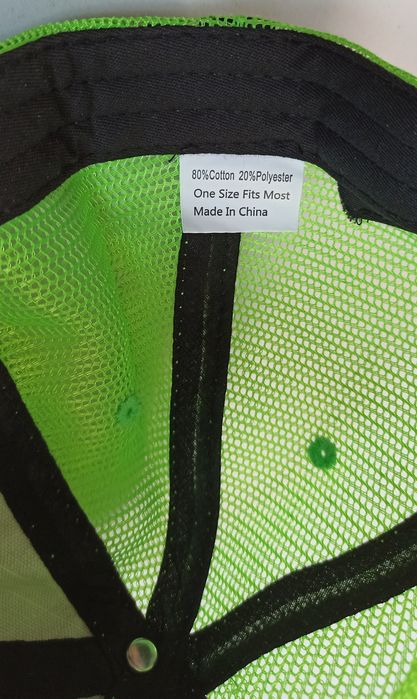 80%Cotton 20%Polyester
One Size Fits Most
Made In China